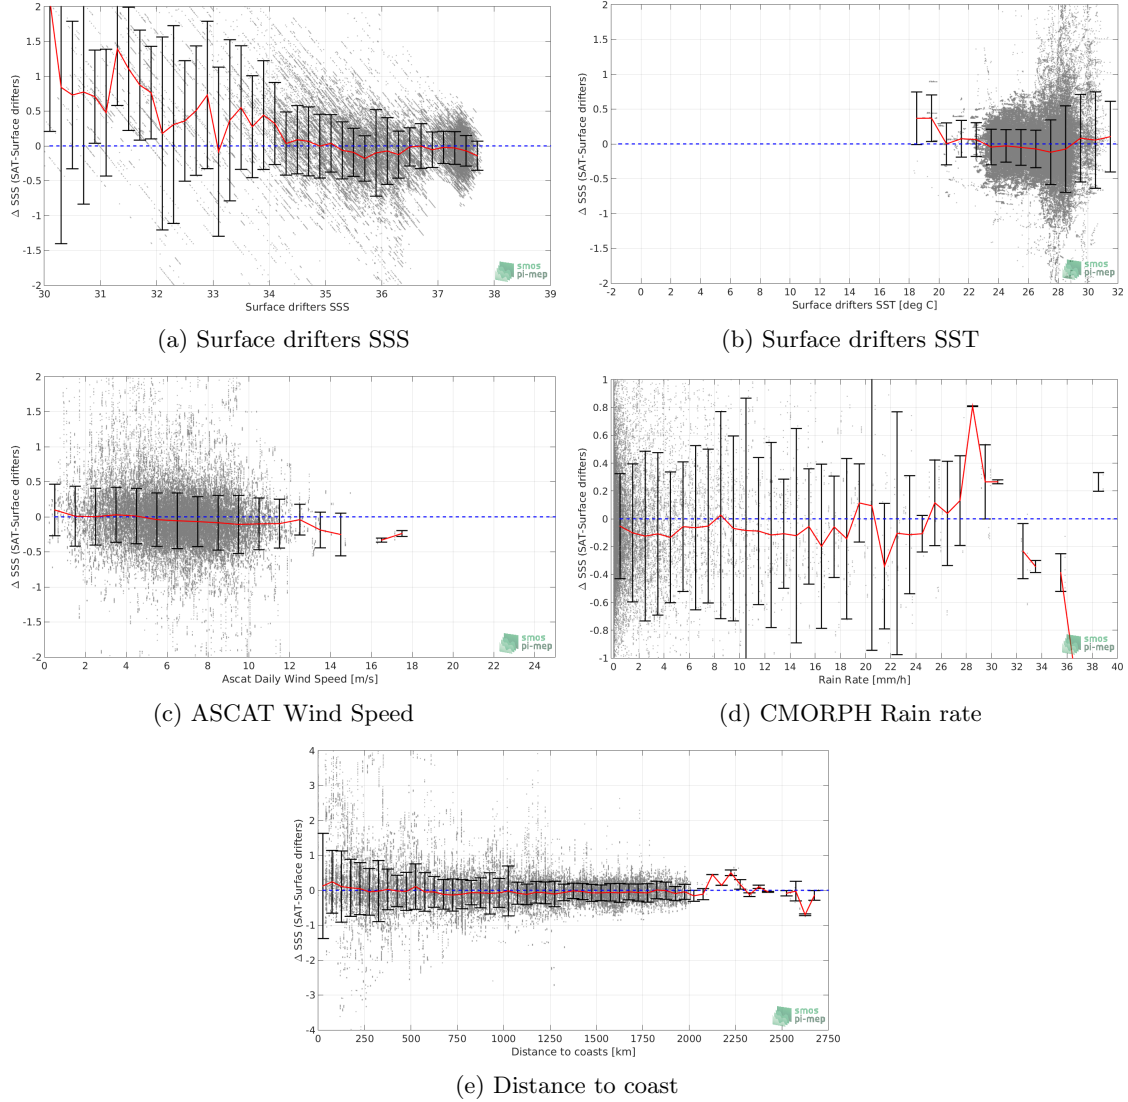 2
1.5
1
0.5
0
-0.5
-1
-1.5
-2
Δ SSS (SAT-Surface drifters)
30 31 32 33 34 35 36 37 38 39
Surface drifters SSS
smos
pi-mep
(a) Surface drifters SSS
2
1.5
1
0.5
0
-0.5
-1
-1.5
-2
Δ SSS (SAT-Surface drifters)
-2 0 2 4 6 8 10 12 14 16 18 20 22 24 26 28 30 32
Surface drifters SST [deg C]
smos
pi-mep
(b) Surface drifters SST
2
1.5
1
0.5
0
-0.5
-1
-1.5
-2
Δ SSS (SAT-Surface drifters)
0 2 4 6 8 10 12 14 16 18 20 22 24
Ascat Daily Wind Speed [m/s]
smos
pi-mep
(c) ASCAT Wind Speed
1
0.8
0.6
0.4
0.2
0
-0.2
-0.4
-0.6
-0.8
-1
Δ SSS (SAT-Surface drifters)
0 2 4 6 8 10 12 14 16 18 20 22 24 26 28 30 32 34 36 38 40
Rain Rate [mm/h]
smos
pi-mep
(d) CMORPH Rain rate
4
3
2
1
0
-1
-2
-3
-4
Δ SSS (SAT-Surface drifters)
0 250 500 750 1000 1250 1500 1750 2000 2250 2500 2750
Distance to coasts [km]
smos
pi-mep
(e) Distance to coast